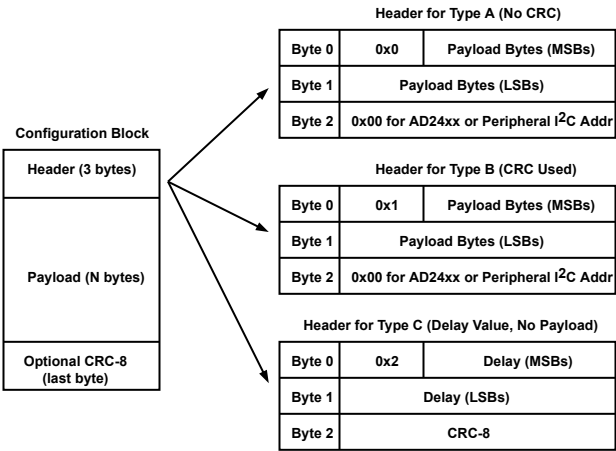 Configuration Block
Header (3 bytes)
Payload (N bytes)
Optional CRC-8
(last byte)
Header for Type A (No CRC)
Byte 0 0x0 Payload Bytes (MSBs)
Byte 1 Payload Bytes (LSBs)
Byte 2 0x00 for AD24xx or Peripheral I²C Addr
Header for Type B (CRC Used)
Byte 0 0x1 Payload Bytes (MSBs)
Byte 1 Payload Bytes (LSBs)
Byte 2 0x00 for AD24xx or Peripheral I²C Addr
Header for Type C (Delay Value, No Payload)
Byte 0 0x2 Delay (MSBs)
Byte 1 Delay (LSBs)
Byte 2 CRC-8